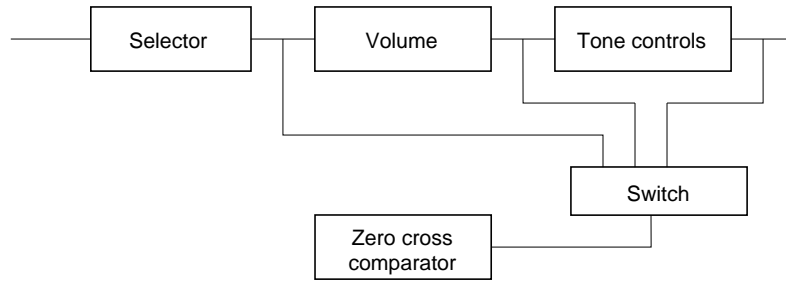 Selector
Volume
Tone controls
Switch
Zero cross
comparator